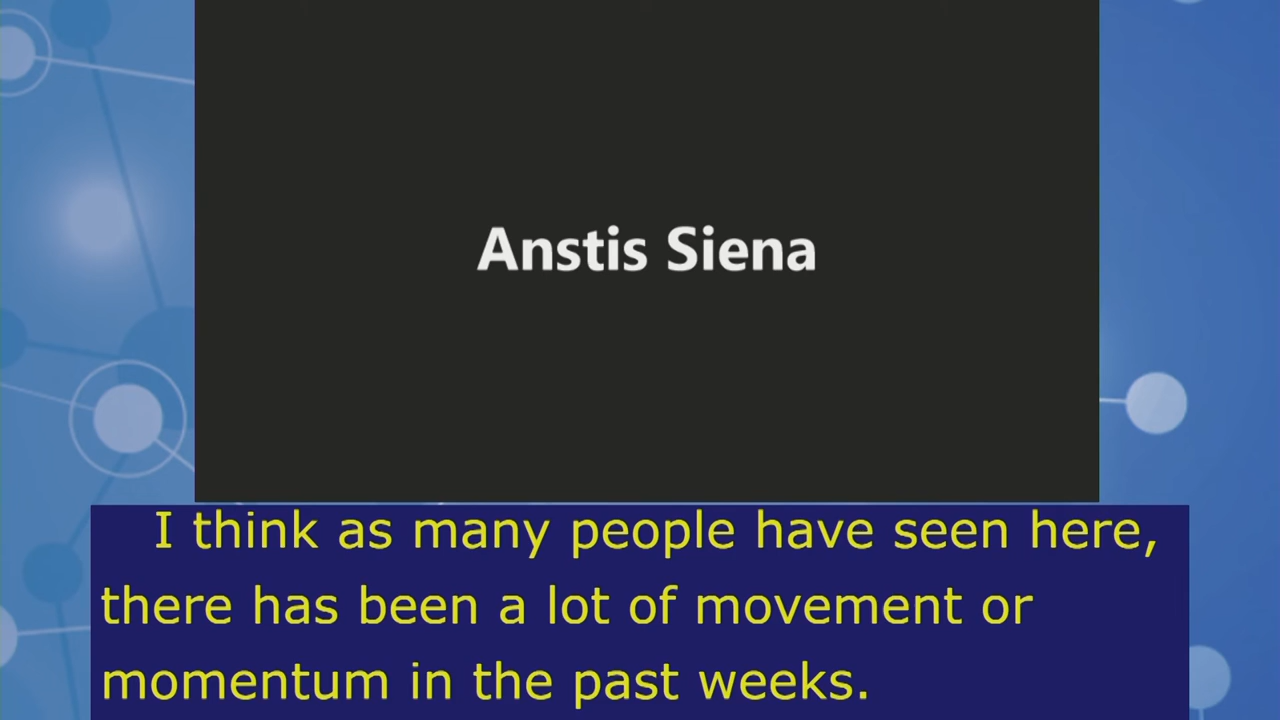 Anstis Siena
I think as many people have seen here,
there has been a lot of movement or
momentum in the past weeks.